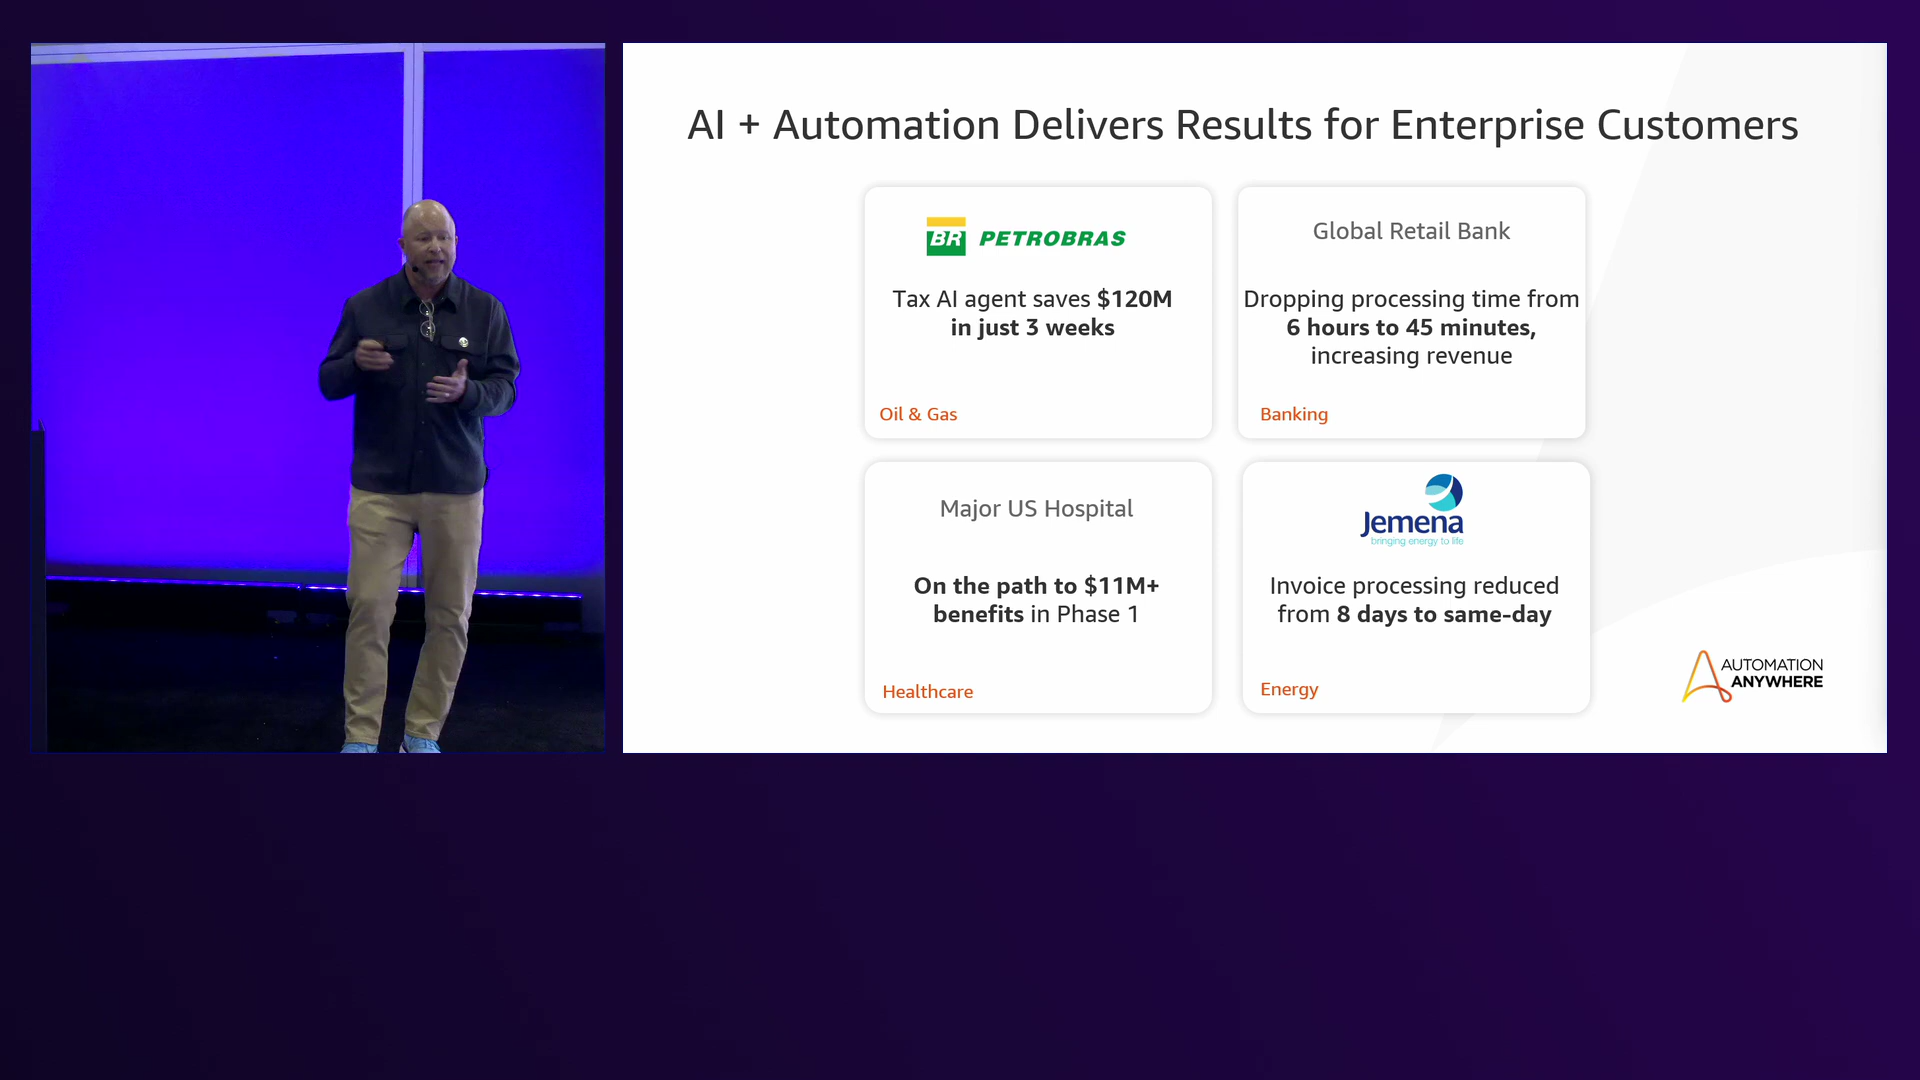 AI + Automation Delivers Results for Enterprise Customers
BR PETROBRAS
Tax AI agent saves $120M
in just 3 weeks
Oil & Gas
Global Retail Bank
Dropping processing time from
6 hours to 45 minutes,
increasing revenue
Banking
Major US Hospital
On the path to $11M+
benefits in Phase 1
Healthcare
Jemena
bringing energy to life
Invoice processing reduced
from 8 days to same-day
Energy
AUTOMATION
ANYWHERE